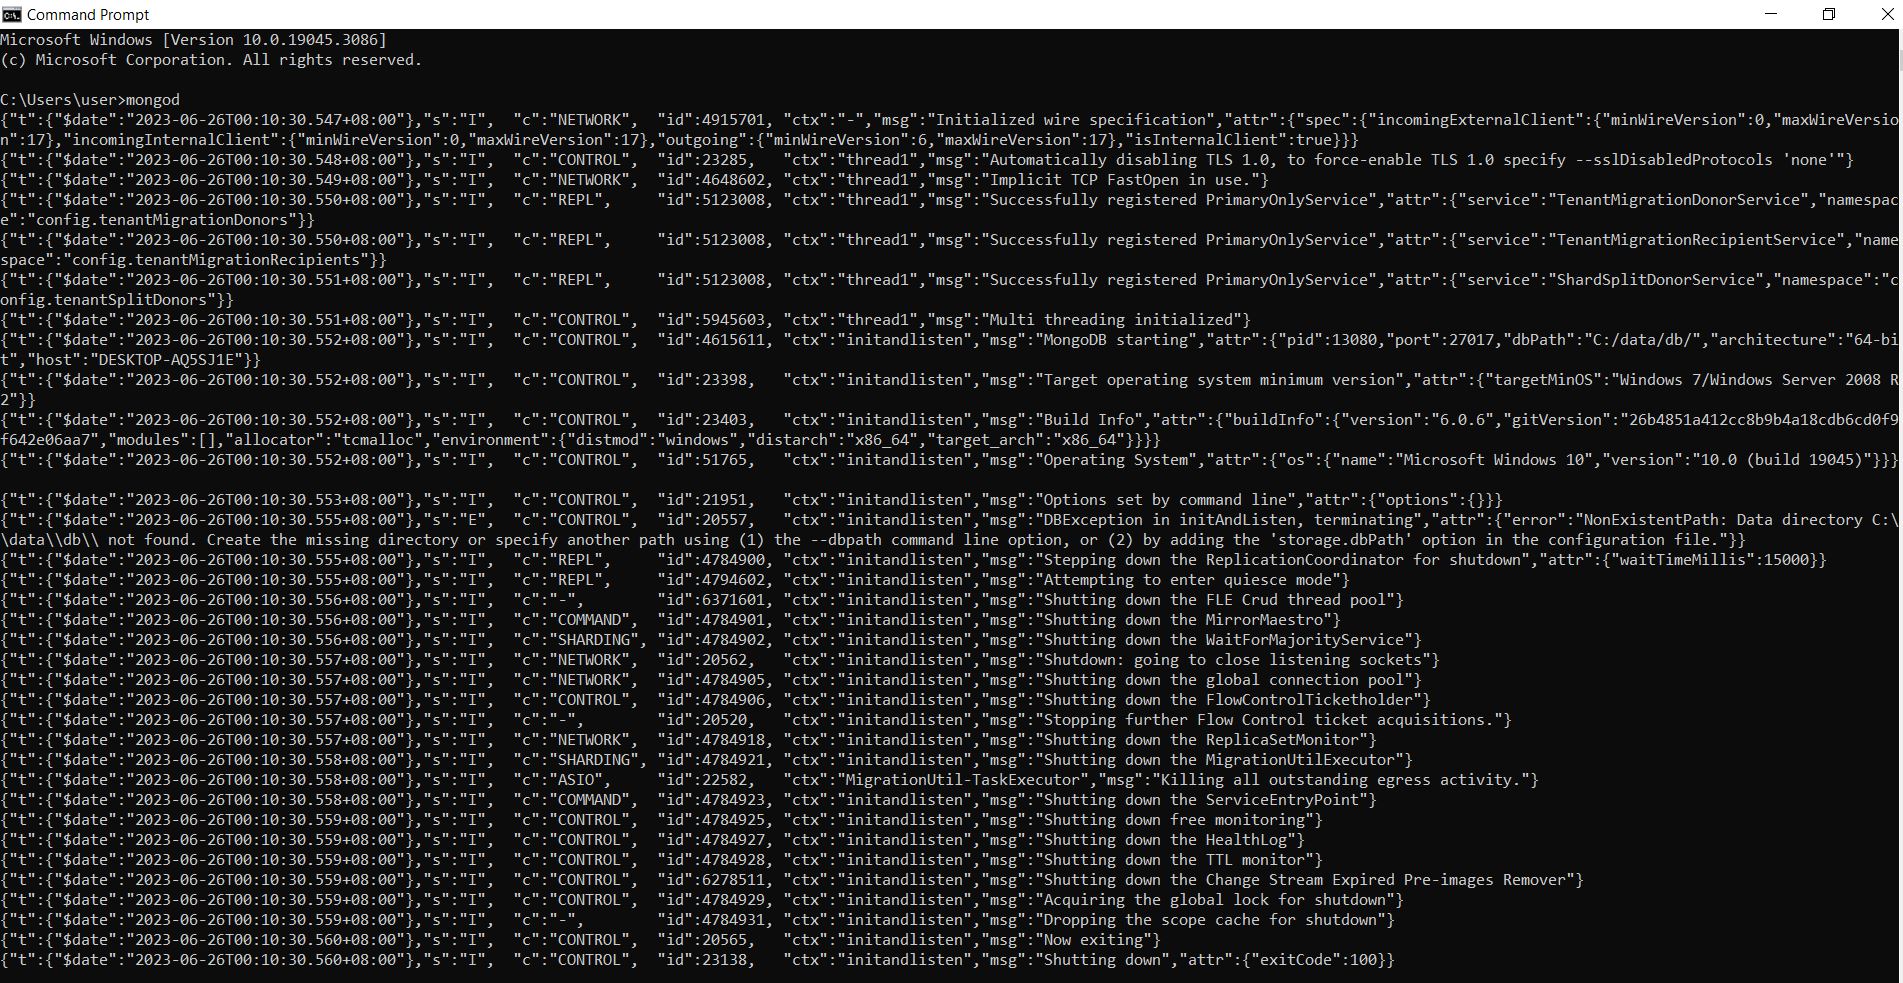 Command Prompt
Microsoft Windows [Version 10.0.19045.3086]
(c) Microsoft Corporation. All rights reserved.
C:\Users\user>mongod
{"t":{"$date":"2023-06-26T00:10:30.547+08:00"},"s":"I",  "c":"NETWORK",  "id":4915701, "ctx":"-","msg":"Initialized wire specification","attr":{"spec":{"incomingExternalClient":{"minWireVersion":0,"maxWireVersio
n":17},"incomingInternalClient":{"minWireVersion":0,"maxWireVersion":17},"outgoing":{"minWireVersion":6,"maxWireVersion":17},"isInternalClient":true}}}
{"t":{"$date":"2023-06-26T00:10:30.548+08:00"},"s":"I",  "c":"CONTROL",  "id":23285,   "ctx":"thread1","msg":"Automatically disabling TLS 1.0, to force-enable TLS 1.0 specify --sslDisabledProtocols 'none'"}
{"t":{"$date":"2023-06-26T00:10:30.549+08:00"},"s":"I",  "c":"NETWORK",  "id":4648602, "ctx":"thread1","msg":"Implicit TCP FastOpen in use."}
{"t":{"$date":"2023-06-26T00:10:30.550+08:00"},"s":"I",  "c":"REPL",     "id":5123008, "ctx":"thread1","msg":"Successfully registered PrimaryOnlyService","attr":{"service":"TenantMigrationDonorService","namespac
e":"config.tenantMigrationDonors"}}
{"t":{"$date":"2023-06-26T00:10:30.550+08:00"},"s":"I",  "c":"REPL",     "id":5123008, "ctx":"thread1","msg":"Successfully registered PrimaryOnlyService","attr":{"service":"TenantMigrationRecipientService","name
space":"config.tenantMigrationRecipients"}}
{"t":{"$date":"2023-06-26T00:10:30.551+08:00"},"s":"I",  "c":"REPL",     "id":5123008, "ctx":"thread1","msg":"Successfully registered PrimaryOnlyService","attr":{"service":"ShardSplitDonorService","namespace":"c
onfig.tenantSplitDonors"}}
{"t":{"$date":"2023-06-26T00:10:30.551+08:00"},"s":"I",  "c":"CONTROL",  "id":5945603, "ctx":"thread1","msg":"Multi threading initialized"}
{"t":{"$date":"2023-06-26T00:10:30.552+08:00"},"s":"I",  "c":"CONTROL",  "id":4615611, "ctx":"initandlisten","msg":"MongoDB starting","attr":{"pid":13080,"port":27017,"dbPath":"C:/data/db/","architecture":"64-bi
t","host":"DESKTOP-AQ5SJ1E"}}
{"t":{"$date":"2023-06-26T00:10:30.552+08:00"},"s":"I",  "c":"CONTROL",  "id":23398,   "ctx":"initandlisten","msg":"Target operating system minimum version","attr":{"targetMinOS":"Windows 7/Windows Server 2008 R
2"}}
{"t":{"$date":"2023-06-26T00:10:30.552+08:00"},"s":"I",  "c":"CONTROL",  "id":23403,   "ctx":"initandlisten","msg":"Build Info","attr":{"buildInfo":{"version":"6.0.6","gitVersion":"26b4851a412cc8b9b4a18cdb6cd0f9
f642e06aa7","modules":[],"allocator":"tcmalloc","environment":{"distmod":"windows","distarch":"x86_64","target_arch":"x86_64"}}}}
{"t":{"$date":"2023-06-26T00:10:30.552+08:00"},"s":"I",  "c":"CONTROL",  "id":51765,   "ctx":"initandlisten","msg":"Operating System","attr":{"os":{"name":"Microsoft Windows 10","version":"10.0 (build 19045)"}}}
{"t":{"$date":"2023-06-26T00:10:30.553+08:00"},"s":"I",  "c":"CONTROL",  "id":21951,   "ctx":"initandlisten","msg":"Options set by command line","attr":{"options":{}}}
{"t":{"$date":"2023-06-26T00:10:30.555+08:00"},"s":"E",  "c":"CONTROL",  "id":20557,   "ctx":"initandlisten","msg":"DBException in initAndListen, terminating","attr":{"error":"NonExistentPath: Data directory C:\
\data\\db\\ not found. Create the missing directory or specify another path using (1) the --dbpath command line option, or (2) by adding the 'storage.dbPath' option in the configuration file."}}
{"t":{"$date":"2023-06-26T00:10:30.555+08:00"},"s":"I",  "c":"REPL",     "id":4784900, "ctx":"initandlisten","msg":"Stepping down the ReplicationCoordinator for shutdown","attr":{"waitTimeMillis":15000}}
{"t":{"$date":"2023-06-26T00:10:30.555+08:00"},"s":"I",  "c":"REPL",     "id":4794602, "ctx":"initandlisten","msg":"Attempting to enter quiesce mode"}
{"t":{"$date":"2023-06-26T00:10:30.556+08:00"},"s":"I",  "c":"-",        "id":6371601, "ctx":"initandlisten","msg":"Shutting down the FLE Crud thread pool"}
{"t":{"$date":"2023-06-26T00:10:30.556+08:00"},"s":"I",  "c":"COMMAND",  "id":4784901, "ctx":"initandlisten","msg":"Shutting down the MirrorMaestro"}
{"t":{"$date":"2023-06-26T00:10:30.556+08:00"},"s":"I",  "c":"SHARDING", "id":4784902, "ctx":"initandlisten","msg":"Shutting down the WaitForMajorityService"}
{"t":{"$date":"2023-06-26T00:10:30.557+08:00"},"s":"I",  "c":"NETWORK",  "id":20562,   "ctx":"initandlisten","msg":"Shutdown: going to close listening sockets"}
{"t":{"$date":"2023-06-26T00:10:30.557+08:00"},"s":"I",  "c":"NETWORK",  "id":4784905, "ctx":"initandlisten","msg":"Shutting down the global connection pool"}
{"t":{"$date":"2023-06-26T00:10:30.557+08:00"},"s":"I",  "c":"CONTROL",  "id":4784906, "ctx":"initandlisten","msg":"Shutting down the FlowControlTicketholder"}
{"t":{"$date":"2023-06-26T00:10:30.557+08:00"},"s":"I",  "c":"-",        "id":20520,   "ctx":"initandlisten","msg":"Stopping further Flow Control ticket acquisitions."}
{"t":{"$date":"2023-06-26T00:10:30.557+08:00"},"s":"I",  "c":"NETWORK",  "id":4784918, "ctx":"initandlisten","msg":"Shutting down the ReplicaSetMonitor"}
{"t":{"$date":"2023-06-26T00:10:30.558+08:00"},"s":"I",  "c":"SHARDING", "id":4784921, "ctx":"initandlisten","msg":"Shutting down the MigrationUtilExecutor"}
{"t":{"$date":"2023-06-26T00:10:30.558+08:00"},"s":"I",  "c":"ASIO",     "id":22582,   "ctx":"MigrationUtil-TaskExecutor","msg":"Killing all outstanding egress activity."}
{"t":{"$date":"2023-06-26T00:10:30.558+08:00"},"s":"I",  "c":"COMMAND",  "id":4784923, "ctx":"initandlisten","msg":"Shutting down the ServiceEntryPoint"}
{"t":{"$date":"2023-06-26T00:10:30.559+08:00"},"s":"I",  "c":"CONTROL",  "id":4784925, "ctx":"initandlisten","msg":"Shutting down free monitoring"}
{"t":{"$date":"2023-06-26T00:10:30.559+08:00"},"s":"I",  "c":"CONTROL",  "id":4784927, "ctx":"initandlisten","msg":"Shutting down the HealthLog"}
{"t":{"$date":"2023-06-26T00:10:30.559+08:00"},"s":"I",  "c":"CONTROL",  "id":4784928, "ctx":"initandlisten","msg":"Shutting down the TTL monitor"}
{"t":{"$date":"2023-06-26T00:10:30.559+08:00"},"s":"I",  "c":"CONTROL",  "id":6278511, "ctx":"initandlisten","msg":"Shutting down the Change Stream Expired Pre-images Remover"}
{"t":{"$date":"2023-06-26T00:10:30.559+08:00"},"s":"I",  "c":"CONTROL",  "id":4784929, "ctx":"initandlisten","msg":"Acquiring the global lock for shutdown"}
{"t":{"$date":"2023-06-26T00:10:30.559+08:00"},"s":"I",  "c":"-",        "id":4784931, "ctx":"initandlisten","msg":"Dropping the scope cache for shutdown"}
{"t":{"$date":"2023-06-26T00:10:30.560+08:00"},"s":"I",  "c":"CONTROL",  "id":20565,   "ctx":"initandlisten","msg":"Now exiting"}
{"t":{"$date":"2023-06-26T00:10:30.560+08:00"},"s":"I",  "c":"CONTROL",  "id":23138,   "ctx":"initandlisten","msg":"Shutting down","attr":{"exitCode":100}}